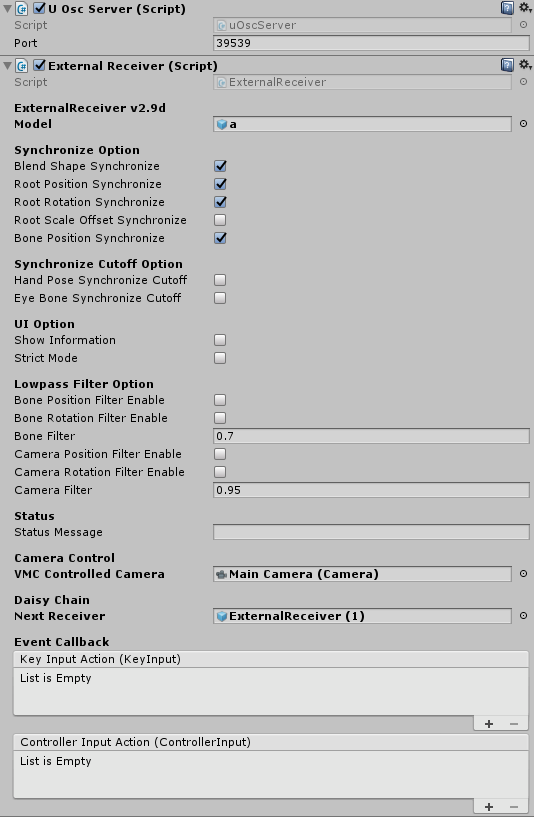 U Osc Server (Script)
Script uOscServer
Port 39539
External Receiver (Script)
Script ExternalReceiver
ExternalReceiver v2.9d
Model a
Synchronize Option
Blend Shape Synchronize
Root Position Synchronize
Root Rotation Synchronize
Root Scale Offset Synchronize
Bone Position Synchronize
Synchronize Cutoff Option
Hand Pose Synchronize Cutoff
Eye Bone Synchronize Cutoff
UI Option
Show Information
Strict Mode
Lowpass Filter Option
Bone Position Filter Enable
Bone Rotation Filter Enable
Bone Filter 0.7
Camera Position Filter Enable
Camera Rotation Filter Enable
Camera Filter 0.95
Status
Status Message
Camera Control
VMC Controlled Camera Main Camera (Camera)
Daisy Chain
Next Receiver ExternalReceiver (1)
Event Callback
Key Input Action (KeyInput)
List is Empty
Controller Input Action (ControllerInput)
List is Empty